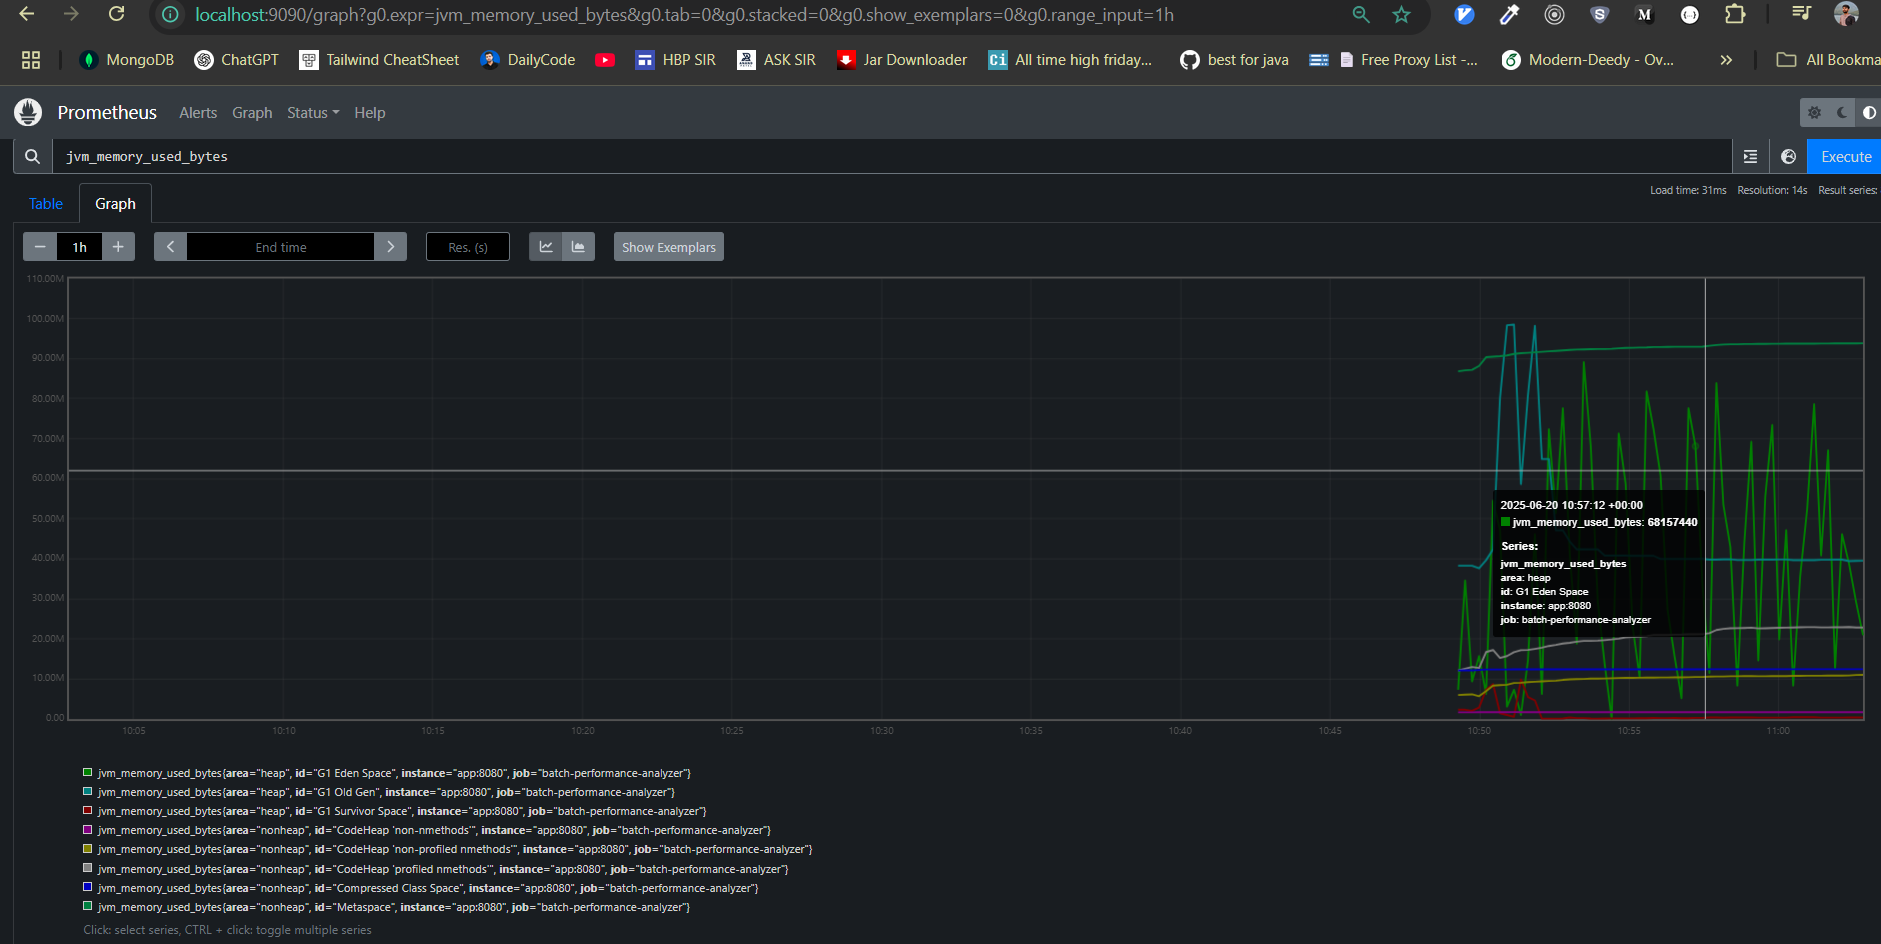 localhost:9090/graph?g0.expr=jvm_memory_used_bytes&g0.tab=0&g0.stacked=0&g0.show_exemplars=0&g0.range_input=1h
MongoDB ChatGPT Tailwind CheatSheet DailyCode HBP SIR ASK SIR Jar Downloader Ci All time high friday... best for java Free Proxy List -... Modern-Deedy - Ov... » All Bookma
Prometheus Alerts Graph Status Help
jvm_memory_used_bytes Execute
Load time: 31ms Resolution: 14s Result series:
Table Graph
− 1h + End time Res. (s) Show Exemplars
110.00M
100.00M
90.00M
80.00M
70.00M
60.00M
50.00M
40.00M
30.00M
20.00M
10.00M
0.00
2025-06-20 10:57:12 +00:00
jvm_memory_used_bytes: 68157440
Series:
jvm_memory_used_bytes
area: heap
id: G1 Eden Space
instance: app:8080
job: batch-performance-analyzer
10:05 10:10 10:15 10:20 10:25 10:30 10:35 10:40 10:45 10:50 10:55 11:00
jvm_memory_used_bytes{area="heap", id="G1 Eden Space", instance="app:8080", job="batch-performance-analyzer"}
jvm_memory_used_bytes{area="heap", id="G1 Old Gen", instance="app:8080", job="batch-performance-analyzer"}
jvm_memory_used_bytes{area="heap", id="G1 Survivor Space", instance="app:8080", job="batch-performance-analyzer"}
jvm_memory_used_bytes{area="nonheap", id="CodeHeap 'non-nmethods'", instance="app:8080", job="batch-performance-analyzer"}
jvm_memory_used_bytes{area="nonheap", id="CodeHeap 'non-profiled nmethods'", instance="app:8080", job="batch-performance-analyzer"}
jvm_memory_used_bytes{area="nonheap", id="CodeHeap 'profiled nmethods'", instance="app:8080", job="batch-performance-analyzer"}
jvm_memory_used_bytes{area="nonheap", id="Compressed Class Space", instance="app:8080", job="batch-performance-analyzer"}
jvm_memory_used_bytes{area="nonheap", id="Metaspace", instance="app:8080", job="batch-performance-analyzer"}
Click: select series, CTRL + click: toggle multiple series